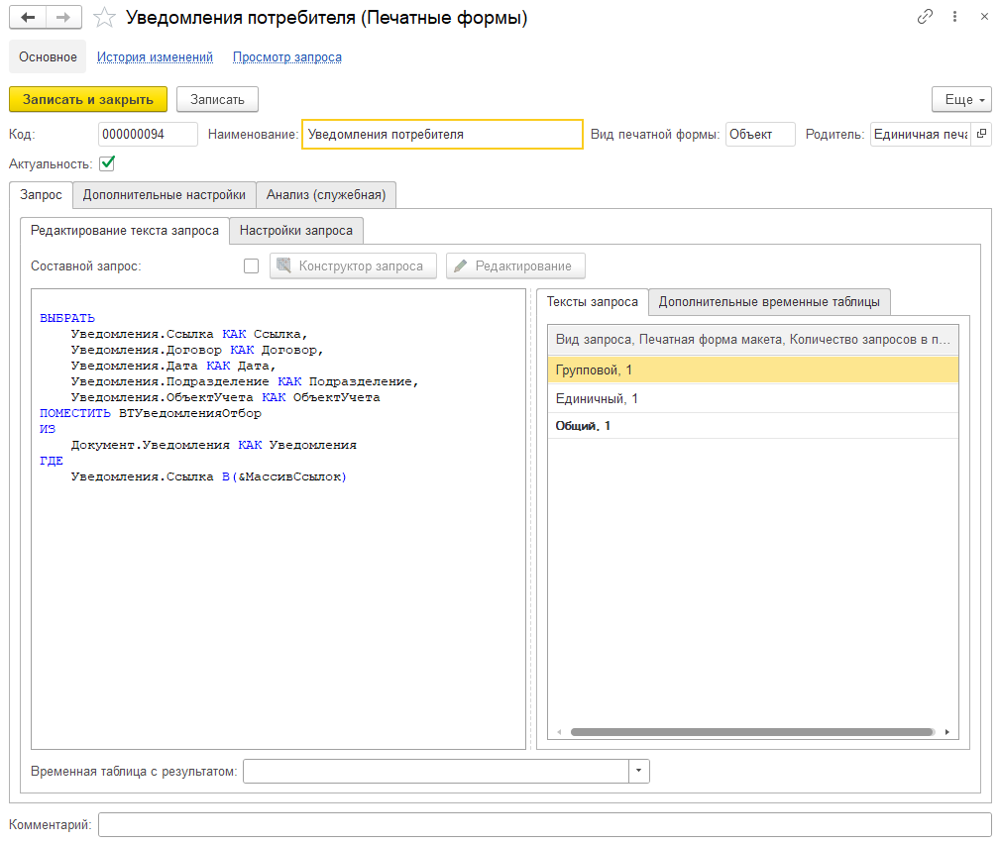 Уведомления потребителя (Печатные формы)
Основное История изменений Просмотр запроса
Записать и закрыть Записать Еще
Код: 000000094 Наименование: Уведомления потребителя Вид печатной формы: Объект Родитель: Единичная печа
Актуальность:
Запрос Дополнительные настройки Анализ (служебная)
Редактирование текста запроса Настройки запроса
Составной запрос: Конструктор запроса Редактирование
ВЫБРАТЬ
Уведомления.Ссылка КАК Ссылка,
Уведомления.Договор КАК Договор,
Уведомления.Дата КАК Дата,
Уведомления.Подразделение КАК Подразделение,
Уведомления.ОбъектУчета КАК ОбъектУчета
ПОМЕСТИТЬ ВТУведомленияОтбор
ИЗ
Документ.Уведомления КАК Уведомления
ГДЕ
Уведомления.Ссылка В(&МассивСсылок)
Тексты запроса Дополнительные временные таблицы
Вид запроса, Печатная форма макета, Количество запросов в п...
Групповой, 1
Единичный, 1
Общий, 1
Временная таблица с результатом:
Комментарий: